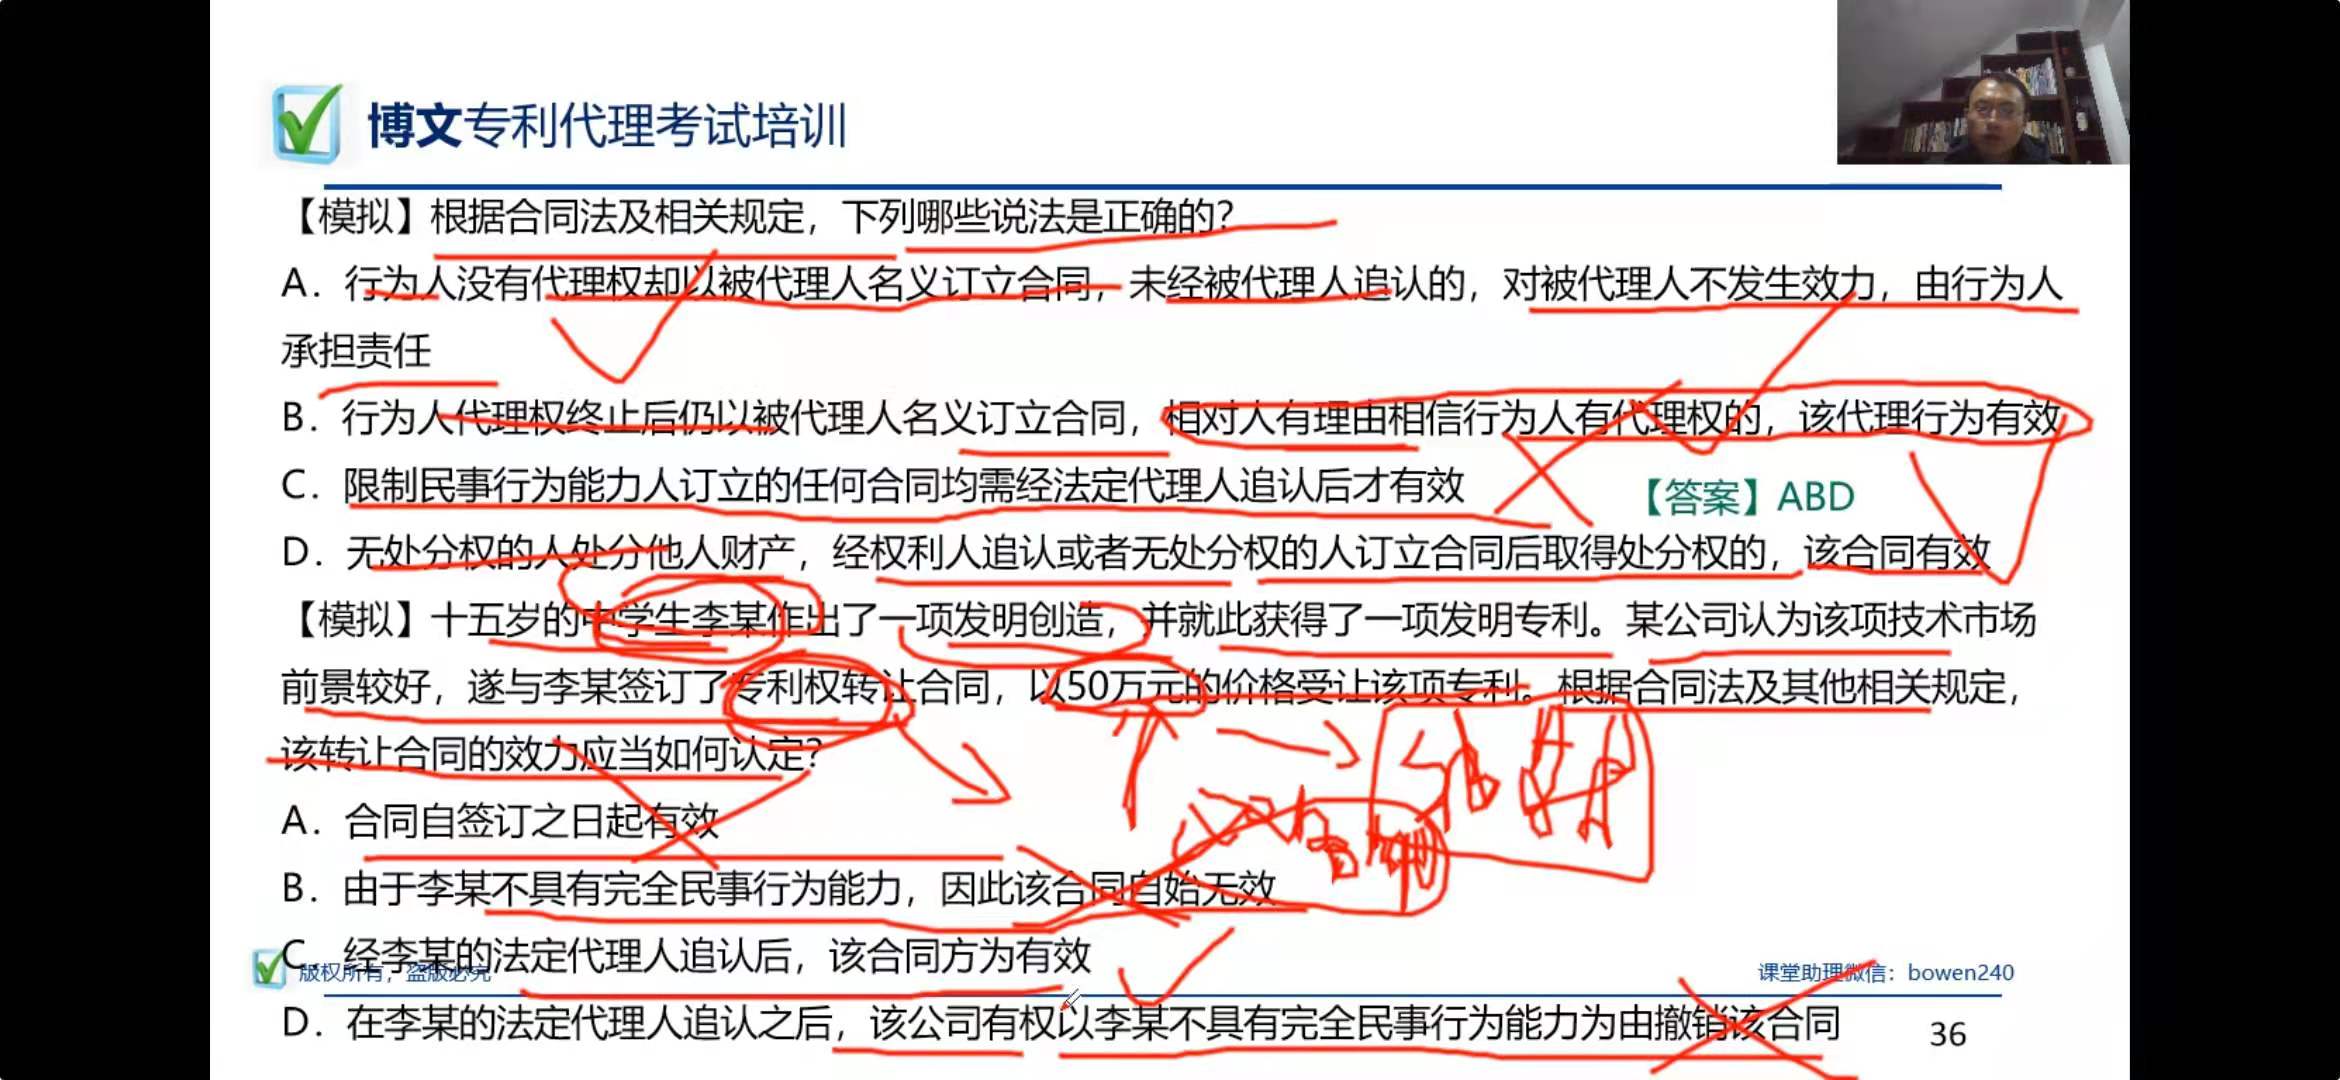 博文专利代理考试培训
【模拟】根据合同法及相关规定，下列哪些说法是正确的？
A．行为人没有代理权却以被代理人名义订立合同，未经被代理人追认的，对被代理人不发生效力，由行为人
承担责任
B．行为人代理权终止后仍以被代理人名义订立合同，相对人有理由相信行为人有代理权的，该代理行为有效
C．限制民事行为能力人订立的任何合同均需经法定代理人追认后才有效
【答案】ABD
D．无处分权的人处分他人财产，经权利人追认或者无处分权的人订立合同后取得处分权的，该合同有效
【模拟】十五岁的中学生李某作出了一项发明创造，并就此获得了一项发明专利。某公司认为该项技术市场
前景较好，遂与李某签订了专利权转让合同，以50万元的价格受让该项专利。根据合同法及其他相关规定，
该转让合同的效力应当如何认定？
A．合同自签订之日起有效
B．由于李某不具有完全民事行为能力，因此该合同自始无效
C．经李某的法定代理人追认后，该合同方为有效
版权所有，盗版必究
课堂助理微信：bowen240
D．在李某的法定代理人追认之后，该公司有权以李某不具有完全民事行为能力为由撤销该合同
36